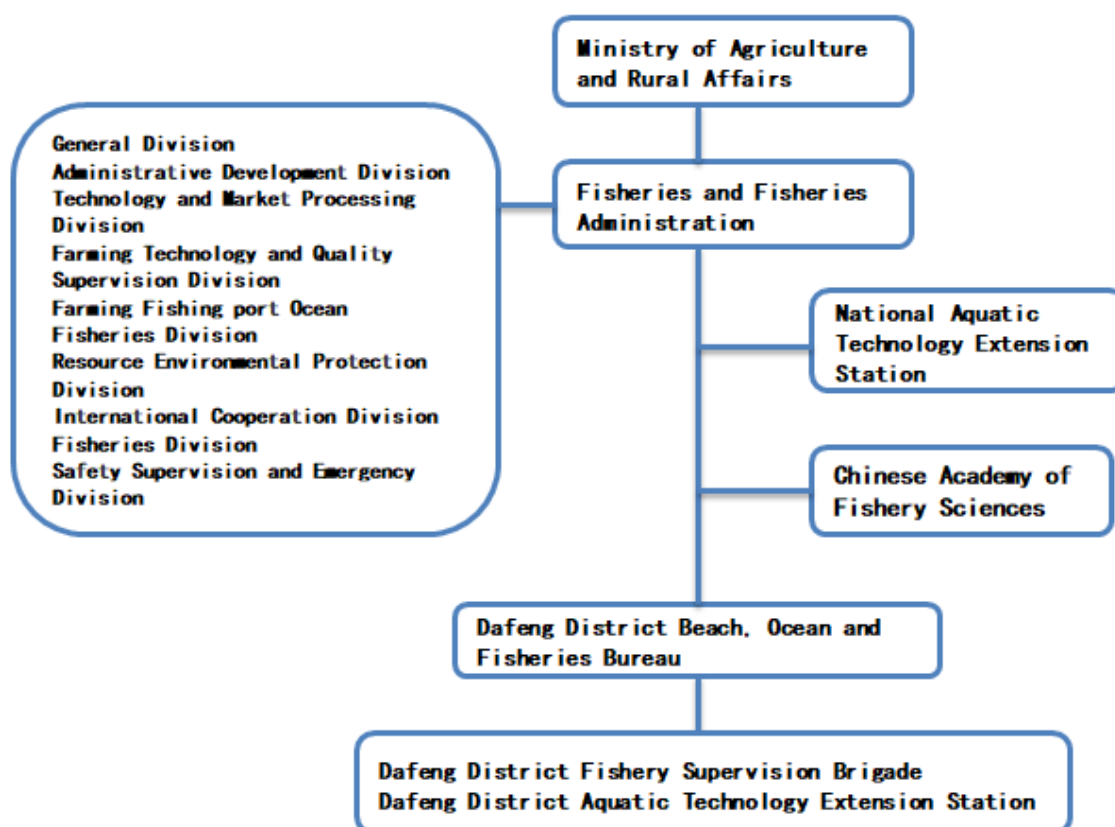 Ministry of Agriculture
and Rural Affairs
General Division
Administrative Development Division
Technology and Market Processing
Division
Farming Technology and Quality
Supervision Division
Farming Fishing port Ocean
Fisheries Division
Resource Environmental Protection
Division
International Cooperation Division
Fisheries Division
Safety Supervision and Emergency
Division
Fisheries and Fisheries
Administration
National Aquatic
Technology Extension
Station
Chinese Academy of
Fishery Sciences
Dafeng District Beach, Ocean and
Fisheries Bureau
Dafeng District Fishery Supervision Brigade
Dafeng District Aquatic Technology Extension Station